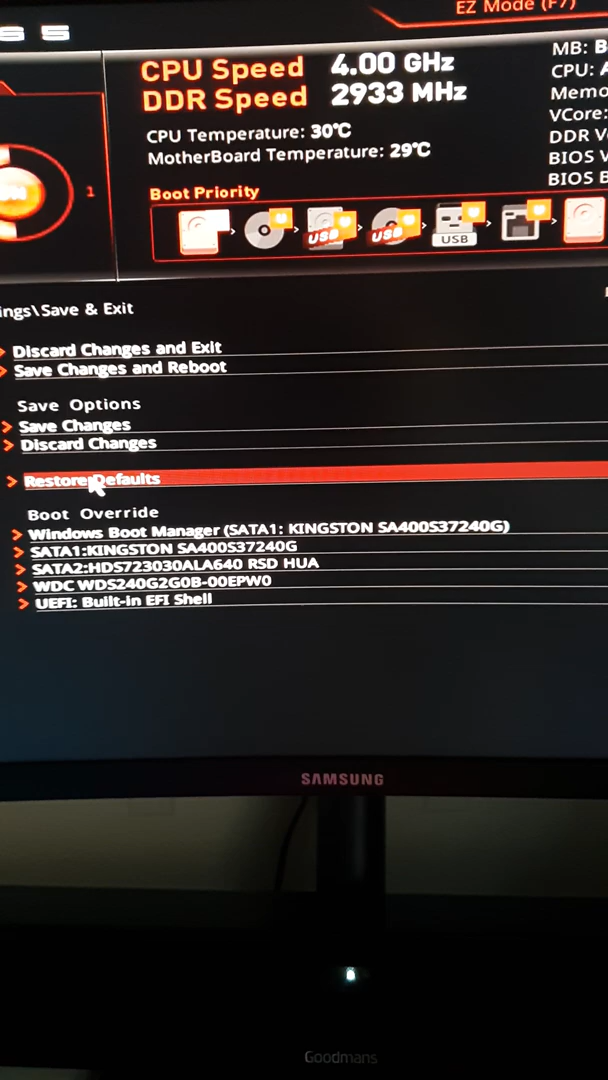 EZ Mode (F7)
CPU Speed 4.00 GHz
DDR Speed 2933 MHz
MB:
CPU:
CPU Temperature: 30℃
VCore:
MotherBoard Temperature: 29℃
DDR
BIOS
BIOS
Boot Priority
1
USB
USB
USB
\Save & Exit
Discard Changes and Exit
Save Changes and Reboot
Save Options
Save Changes
Discard Changes
Restore Defaults
Boot Override
Windows Boot Manager (SATA1: KINGSTON SA400S37240G)
SATA1:KINGSTON SA400S37240G
SATA2:HDS723030ALA640 RSD HUA
WDC WDS240G2G0B-00EPW0
UEFI: Built-in EFI Shell
SAMSUNG
Goodmans